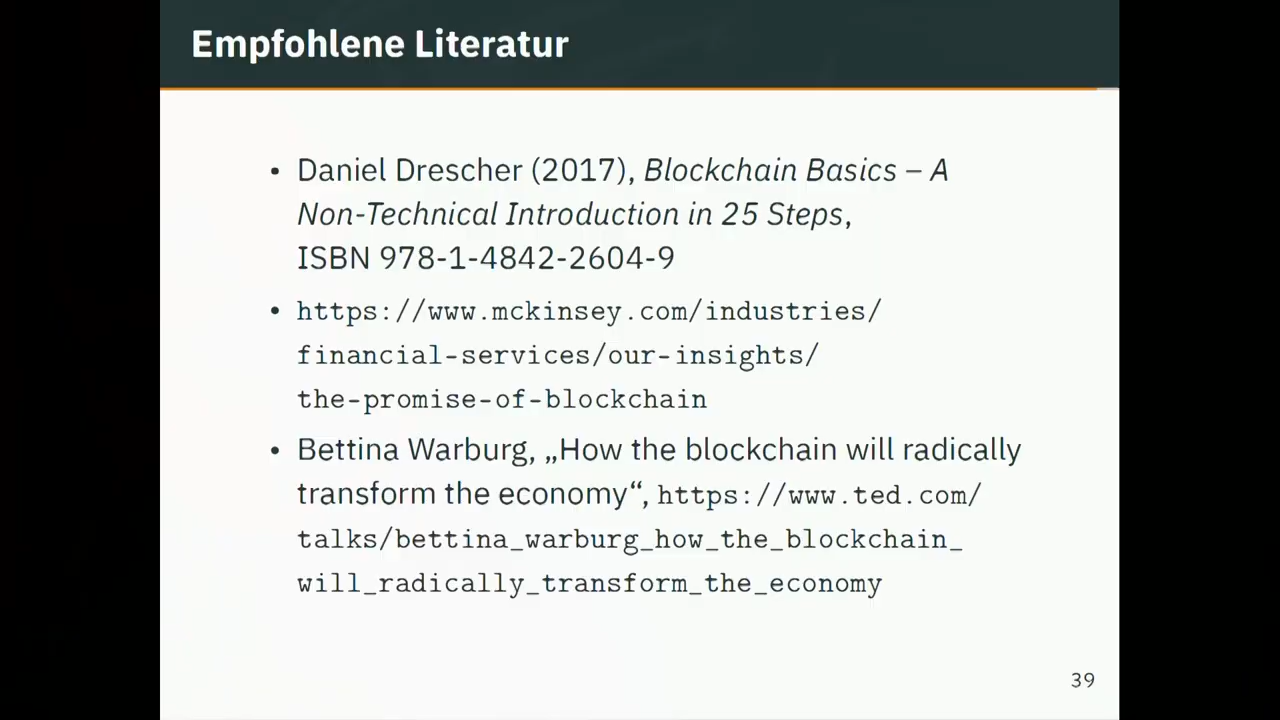 Empfohlene Literatur
• Daniel Drescher (2017), Blockchain Basics – A
Non-Technical Introduction in 25 Steps,
ISBN 978-1-4842-2604-9
• https://www.mckinsey.com/industries/
financial-services/our-insights/
the-promise-of-blockchain
• Bettina Warburg, „How the blockchain will radically
transform the economy“, https://www.ted.com/
talks/bettina_warburg_how_the_blockchain_
will_radically_transform_the_economy
39